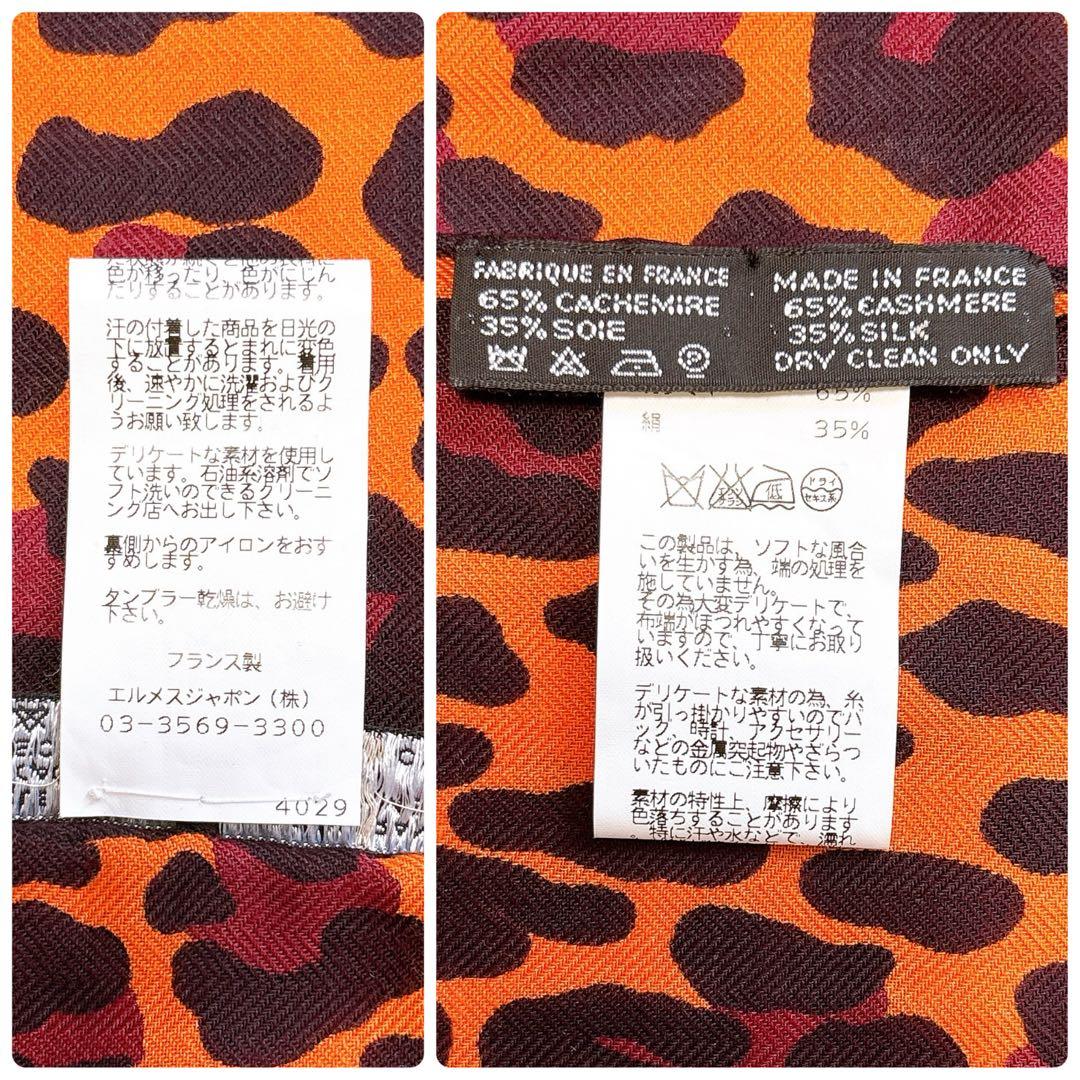 色が移ったり、色がにじん
だりすることがあります。
汗の付着した商品を日光の
下に放置するとまれに変色
することがあります。着用
後、速やかに洗濯およびク
リーニング処理をされるよ
うお願い致します。
デリケートな素材を使用し
ています。石油系溶剤でソ
フト洗いのできるクリーニ
ング店へお出し下さい。
裏側からのアイロンをおす
すめします。
タンブラー乾燥は、お避け
下さい。
フランス製
エルメスジャポン(株)
03-3569-3300
4029
FABRIQUE EN FRANCE
65% CACHEMIRE
35% SOIE
P
MADE IN FRANCE
65% CASHMERE
35% SILK
DRY CLEAN ONLY
65%
絹 35%
エンソ
サラシ
低
ドライ
セキユ系
この製品は、ソフトな風合
いを生かす為、端の処理を
施していません。
その為大変デリケートで、
布端がほつれやすくなって
いますので、丁寧にお取り
扱いください。
デリケートな素材の為、糸
が引っ掛かりやすいのでバ
ック、時計、アクセサリー
などの金属突起物やざらつ
いたものにご注意下さい。
素材の特性上、摩擦により
色落ちすることがあります
。特に汗や水などで、濡れ